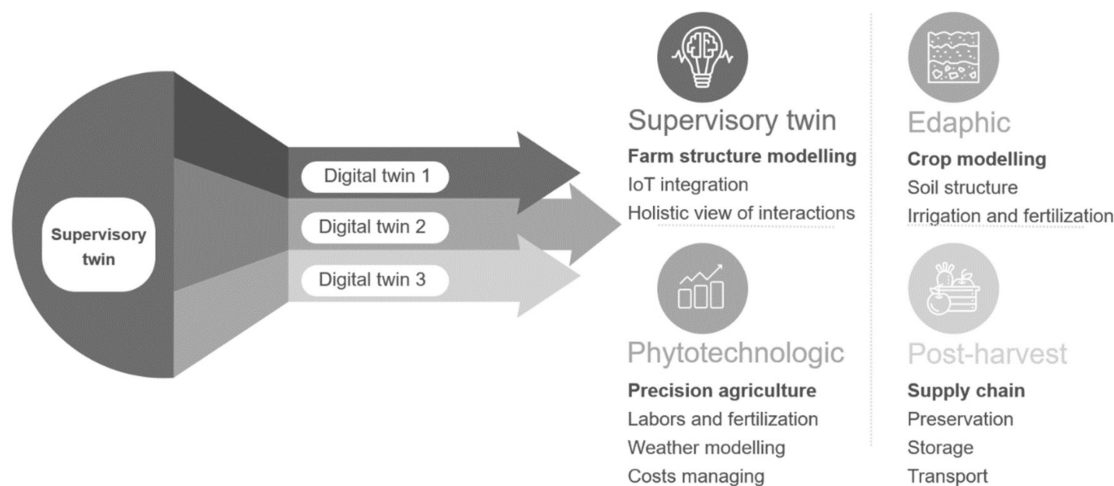 Supervisory
twin
Digital twin 1
Digital twin 2
Digital twin 3
Supervisory twin
Farm structure modelling
IoT integration
Holistic view of interactions
Edaphic
Crop modelling
Soil structure
Irrigation and fertilization
Phytotechnologic
Precision agriculture
Labors and fertilization
Weather modelling
Costs managing
Post-harvest
Supply chain
Preservation
Storage
Transport